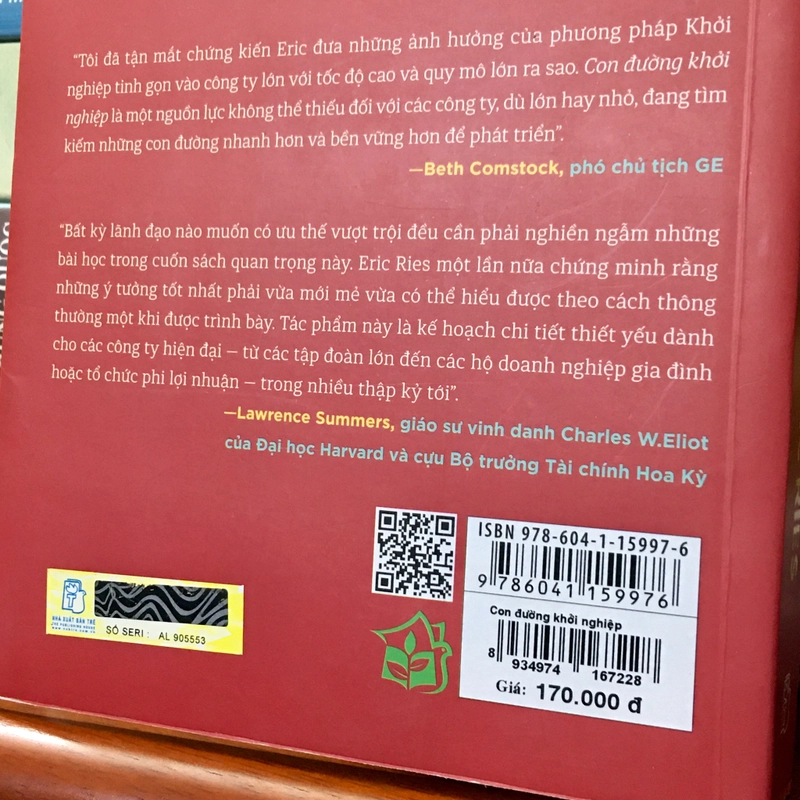 “Tôi đã tận mắt chứng kiến Eric đưa những ảnh hưởng của phương pháp Khởi
nghiệp tinh gọn vào công ty lớn với tốc độ cao và quy mô lớn ra sao. Con đường khởi
nghiệp là một nguồn lực không thể thiếu đối với các công ty, dù lớn hay nhỏ, đang tìm
kiếm những con đường nhanh hơn và bền vững hơn để phát triển”.
—Beth Comstock, phó chủ tịch GE
“Bất kỳ lãnh đạo nào muốn có ưu thế vượt trội đều cần phải nghiền ngẫm những
bài học trong cuốn sách quan trọng này. Eric Ries một lần nữa chứng minh rằng
những ý tưởng tốt nhất phải vừa mới mẻ vừa có thể hiểu được theo cách thông
thường một khi được trình bày. Tác phẩm này là kế hoạch chi tiết thiết yếu dành
cho các công ty hiện đại – từ các tập đoàn lớn đến các hộ doanh nghiệp gia đình
hoặc tổ chức phi lợi nhuận – trong nhiều thập kỷ tới”.
—Lawrence Summers, giáo sư vinh danh Charles W.Eliot
của Đại học Harvard và cựu Bộ trưởng Tài chính Hoa Kỳ
ISBN 978-604-1-15997-6
9 786041 159976
Con đường khởi nghiệp
8 934974 167228
Giá: 170.000 đ
NHÀ XUẤT BẢN TRẺ
SỐ SERI : AL 905553